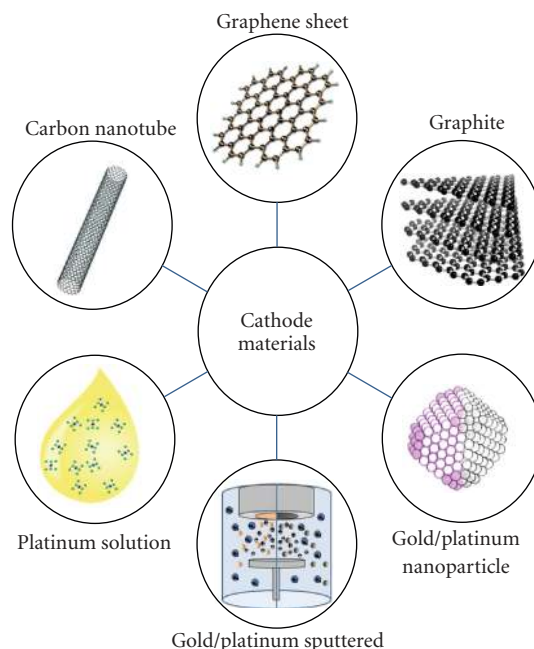 Graphene sheet
Carbon nanotube
Graphite
Cathode
materials
Platinum solution
Gold/platinum
nanoparticle
Gold/platinum sputtered